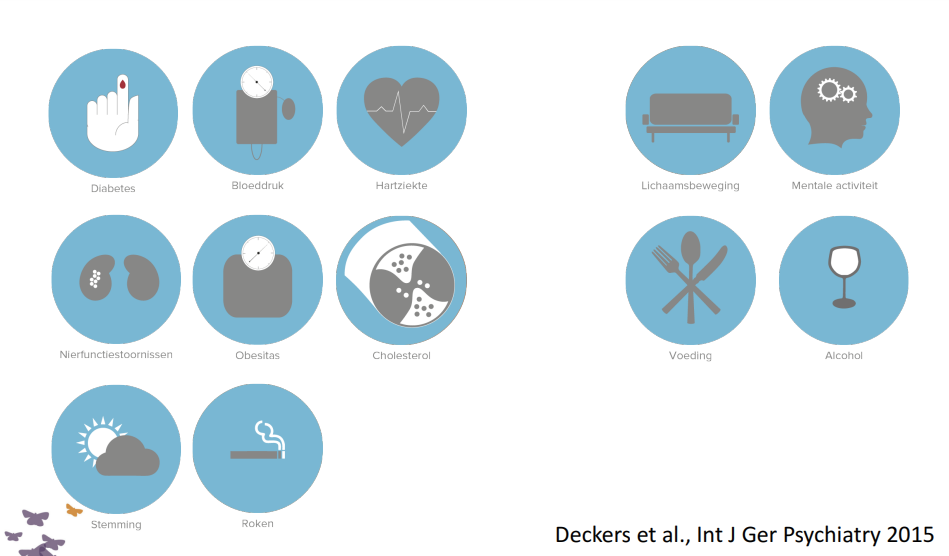 Diabetes
Bloeddruk
Hartziekte
Lichaamsbeweging
Mentale activiteit
Nierfunctiestoornissen
Obesitas
Cholesterol
Voeding
Alcohol
Stemming
Roken
Deckers et al., Int J Ger Psychiatry 2015